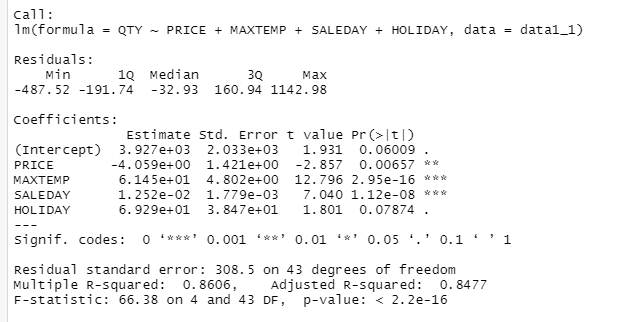 Call:
lm(formula = QTY ~ PRICE + MAXTEMP + SALEDAY + HOLIDAY, data = data1_1)
Residuals:
    Min      1Q  Median      3Q     Max
-487.52 -191.74  -32.93  160.94 1142.98
Coefficients:
              Estimate Std. Error t value Pr(>|t|)
(Intercept)  3.927e+03  2.033e+03   1.931  0.06009 .
PRICE       -4.059e+00  1.421e+00  -2.857  0.00657 **
MAXTEMP      6.145e+01  4.802e+00  12.796 2.95e-16 ***
SALEDAY      1.252e-02  1.779e-03   7.040 1.12e-08 ***
HOLIDAY      6.929e+01  3.847e+01   1.801  0.07874 .
---
Signif. codes:  0 ‘***’ 0.001 ‘**’ 0.01 ‘*’ 0.05 ‘.’ 0.1 ‘ ’ 1
Residual standard error: 308.5 on 43 degrees of freedom
Multiple R-squared:  0.8606,    Adjusted R-squared:  0.8477
F-statistic: 66.38 on 4 and 43 DF,  p-value: < 2.2e-16